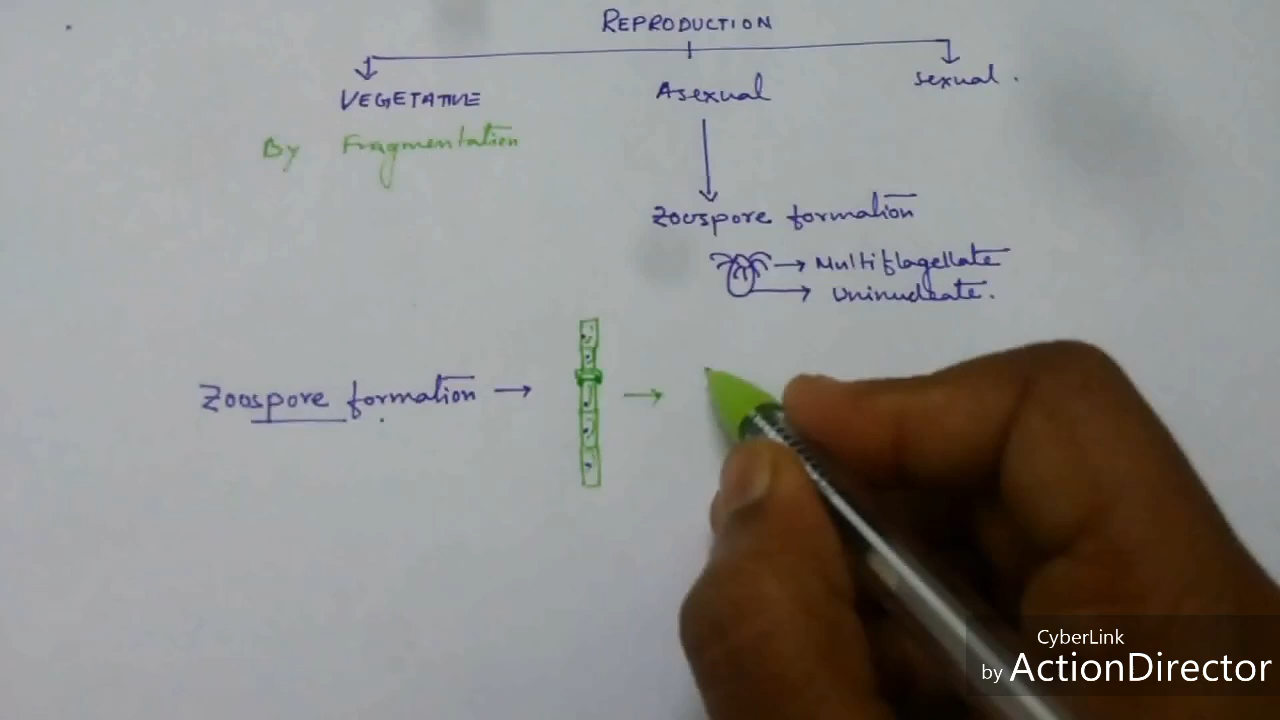 REPRODUCTION
VEGETATIVE
Asexual
Sexual.
By Fragmentation
Zoospore formation
Multiflagellate
Uninucleate.
Zoospore formation
CyberLink
by ActionDirector